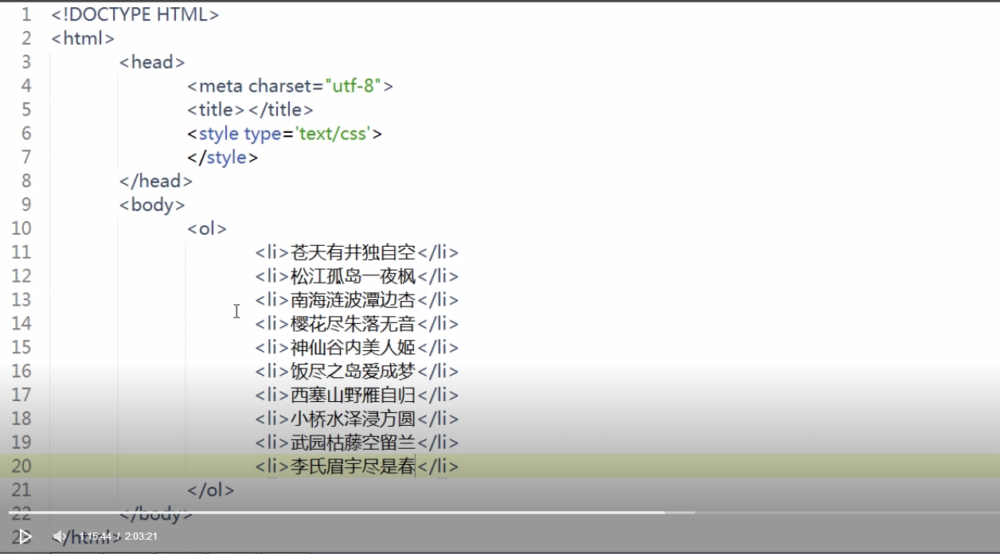 1 <!DOCTYPE HTML>
2 <html>
3 <head>
4 <meta charset="utf-8">
5 <title></title>
6 <style type='text/css'>
7 </style>
8 </head>
9 <body>
10 <ol>
11 <li>苍天有井独自空</li>
12 <li>松江孤岛一夜枫</li>
13 <li>南海涟波潭边杏</li>
14 <li>樱花尽朱落无音</li>
15 <li>神仙谷内美人姬</li>
16 <li>饭尽之岛爱成梦</li>
17 <li>西塞山野雁自归</li>
18 <li>小桥水泽浸方圆</li>
19 <li>武园枯藤空留兰</li>
20 <li>李氏眉宇尽是春</li>
21 </ol>
22 </body>
23 </html>
1:15:44 / 2:03:21